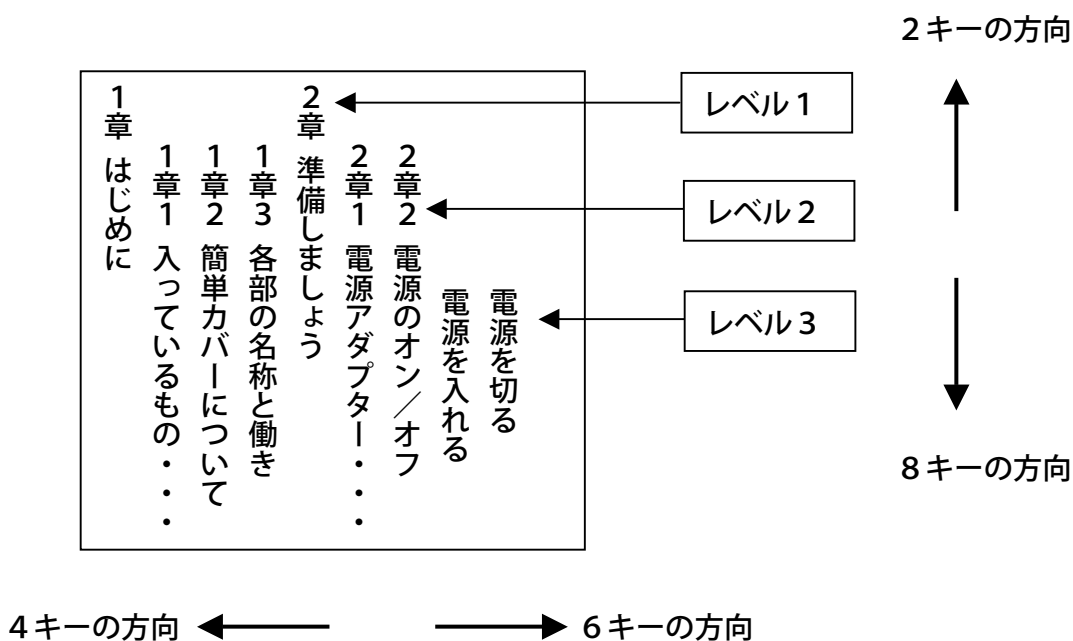 2キーの方向
1章 はじめに
1章1 入っているもの・・・・
1章2 簡単カバーについて
1章3 各部の名称と働き
2章 準備しましょう
2章1 電源アダプター・・・
2章2 電源のオン／オフ
電源を入れる
電源を切る
レベル1
レベル2
レベル3
8キーの方向
4キーの方向
6キーの方向